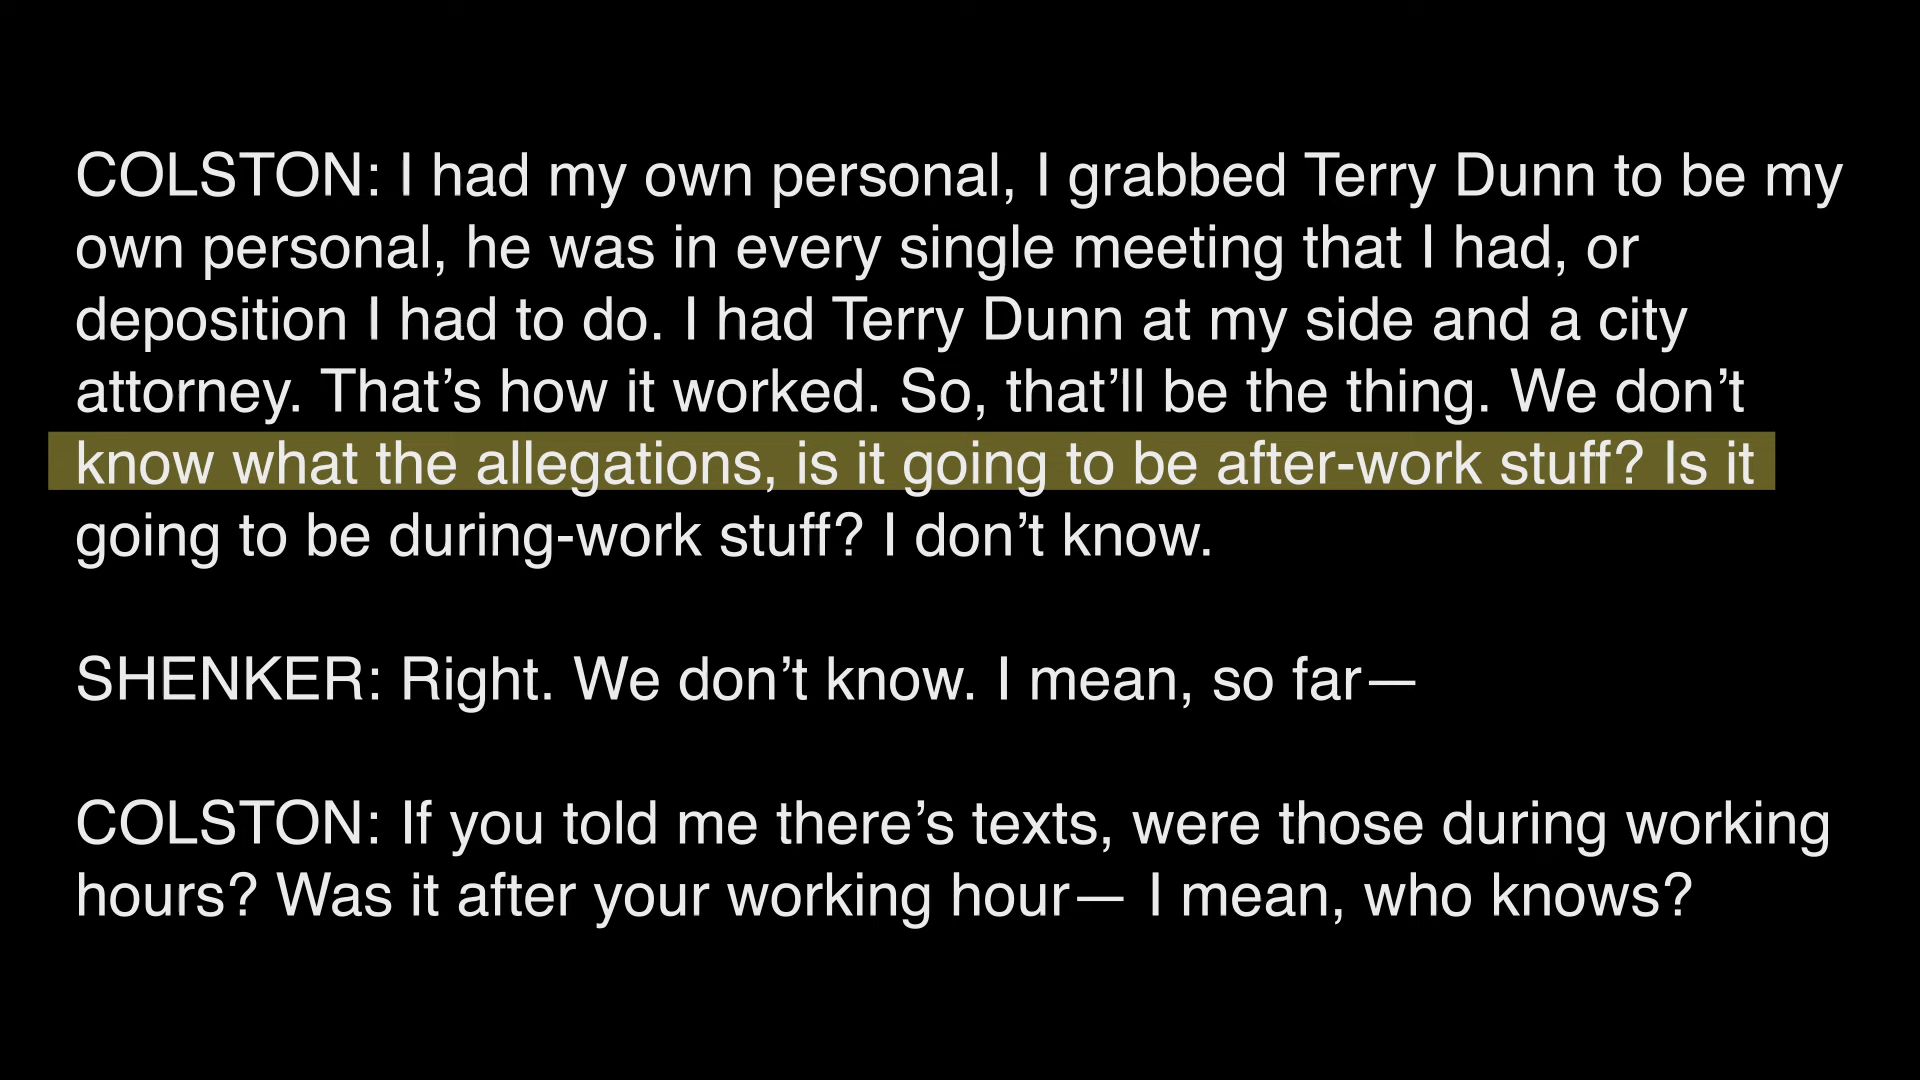 COLSTON: I had my own personal, I grabbed Terry Dunn to be my
own personal, he was in every single meeting that I had, or
deposition I had to do. I had Terry Dunn at my side and a city
attorney. That’s how it worked. So, that’ll be the thing. We don’t
know what the allegations, is it going to be after-work stuff? Is it
going to be during-work stuff? I don’t know.
SHENKER: Right. We don’t know. I mean, so far—
COLSTON: If you told me there’s texts, were those during working
hours? Was it after your working hour— I mean, who knows?